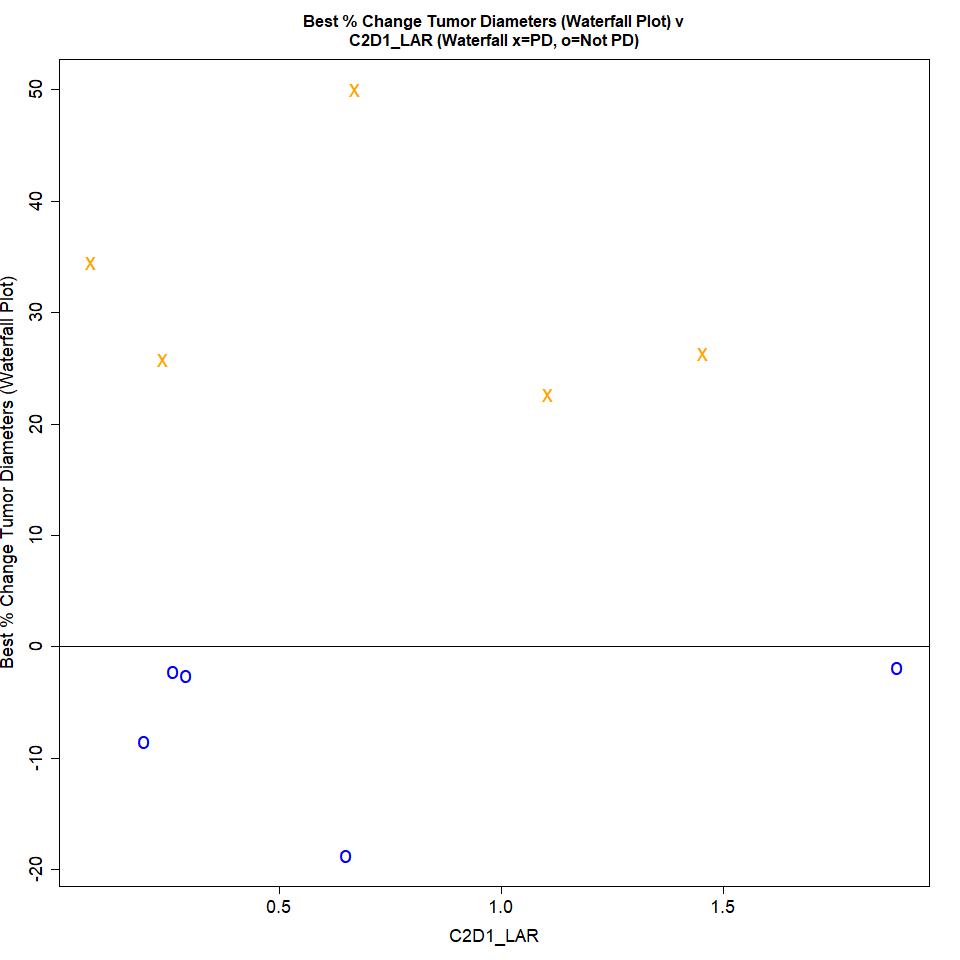 Best % Change Tumor Diameters (Waterfall Plot) v
C2D1_LAR (Waterfall x=PD, o=Not PD)
Best % Change Tumor Diameters (Waterfall Plot)
50
40
30
20
10
0
-10
-20
X
X
X
X
X
O
O
O
O
O
0.5
1.0
1.5
C2D1_LAR